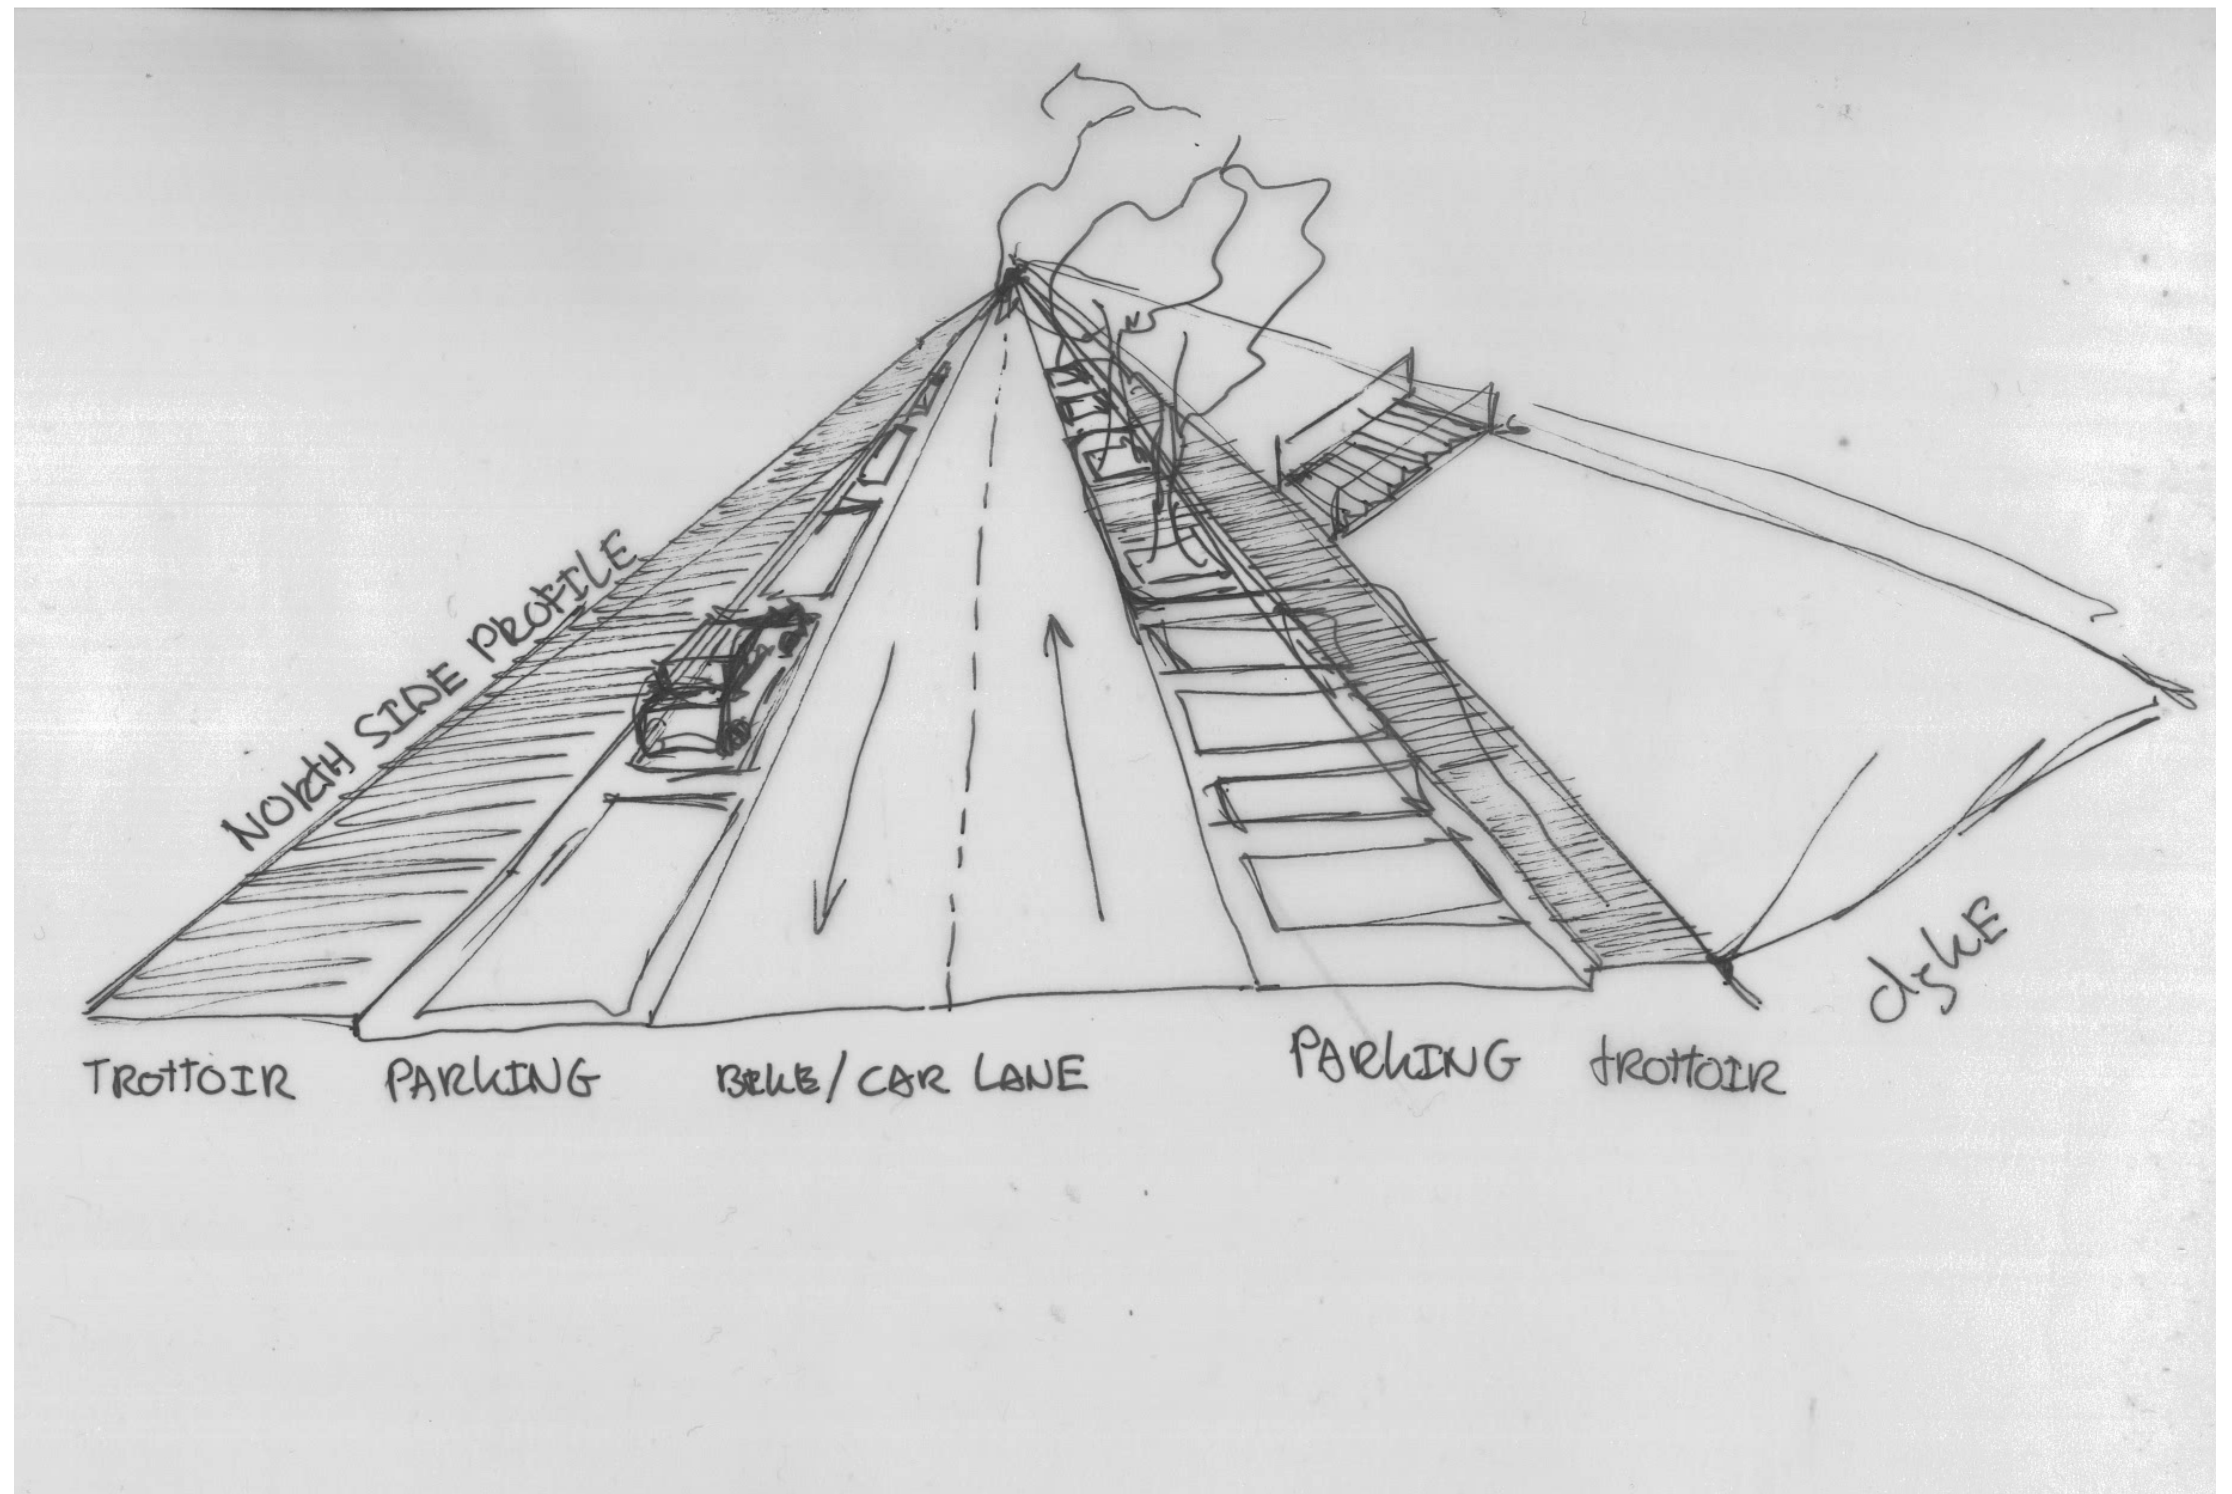 NORTH SIDE PROFILE
TROTTOIR
PARKING
BIKE/CAR LANE
PARKING
tROTTOIR
dykE